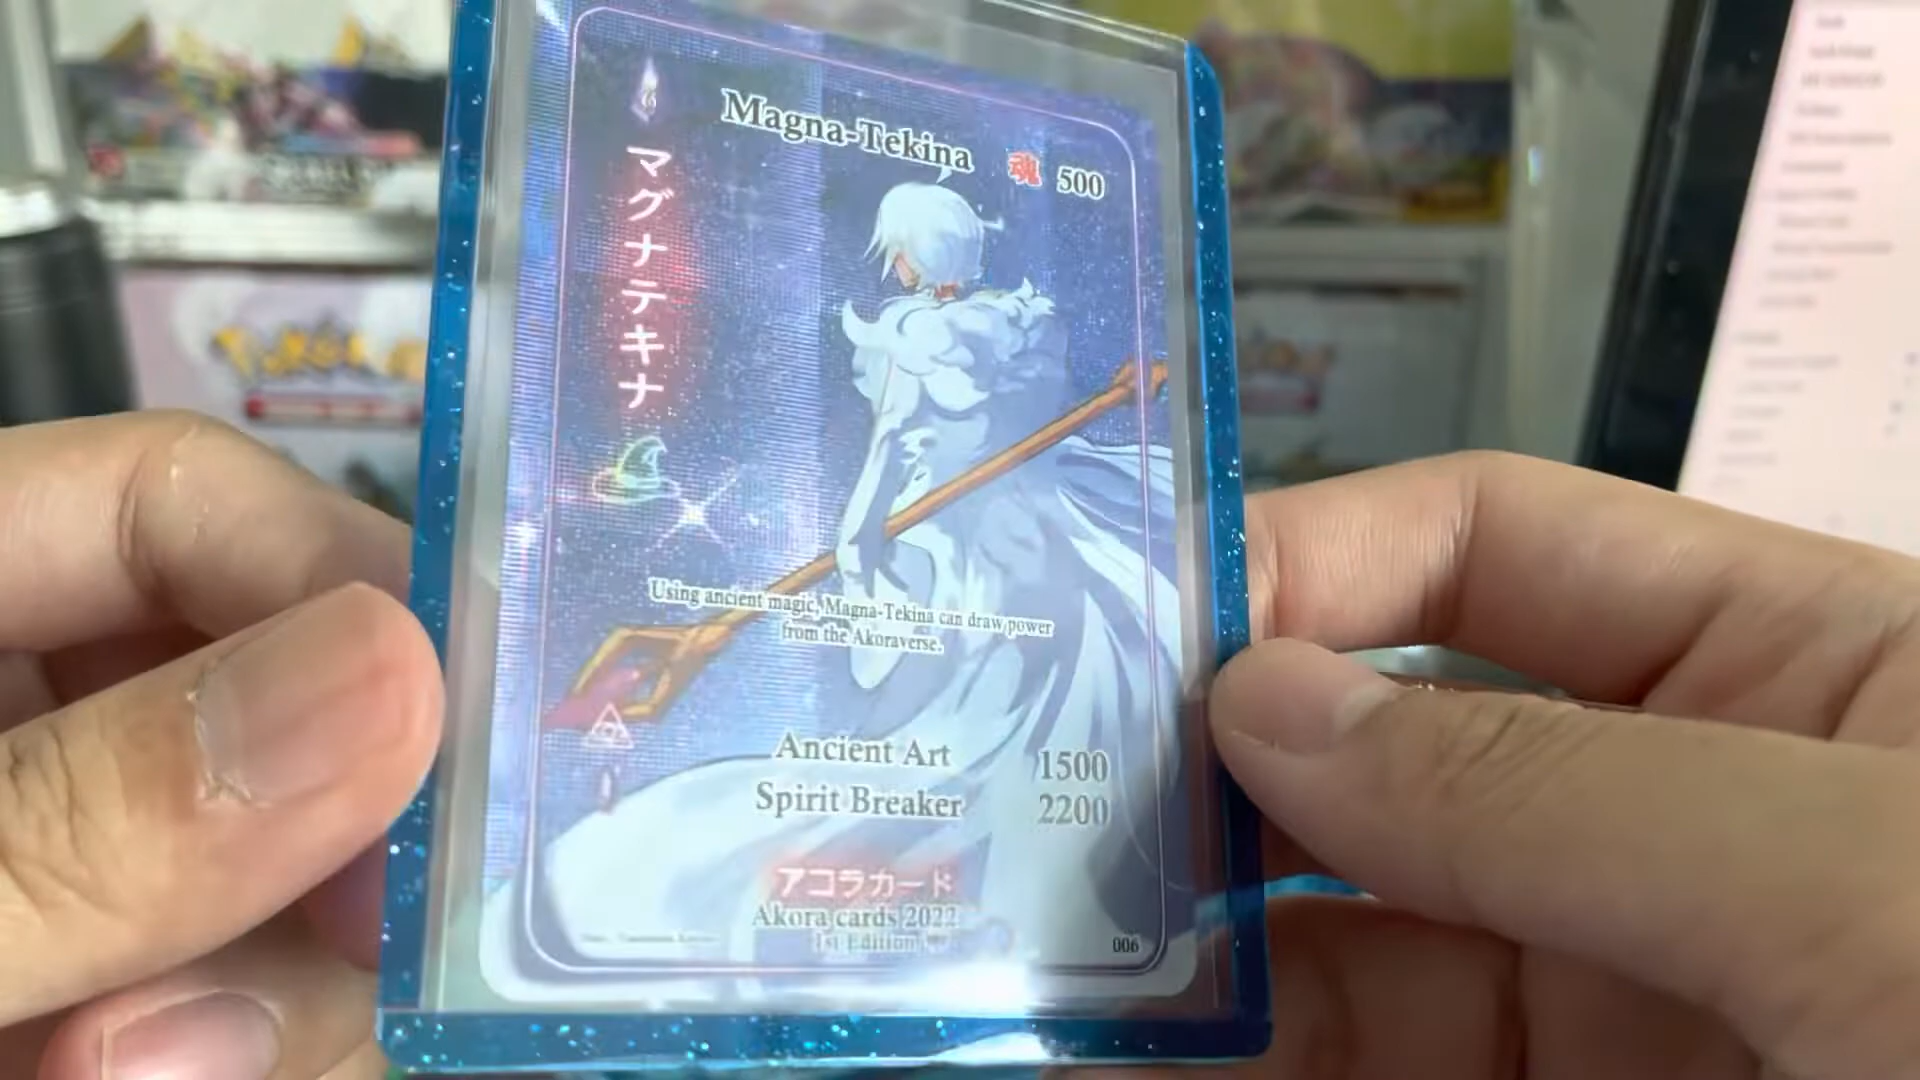 Magna-Tekina
魂 500
マグナテキナ
Using ancient magic, Magna-Tekina can draw power
from the Akoraverse.
Ancient Art 1500
Spirit Breaker 2200
アコラカード
Akora cards 2022
1st Edition
006